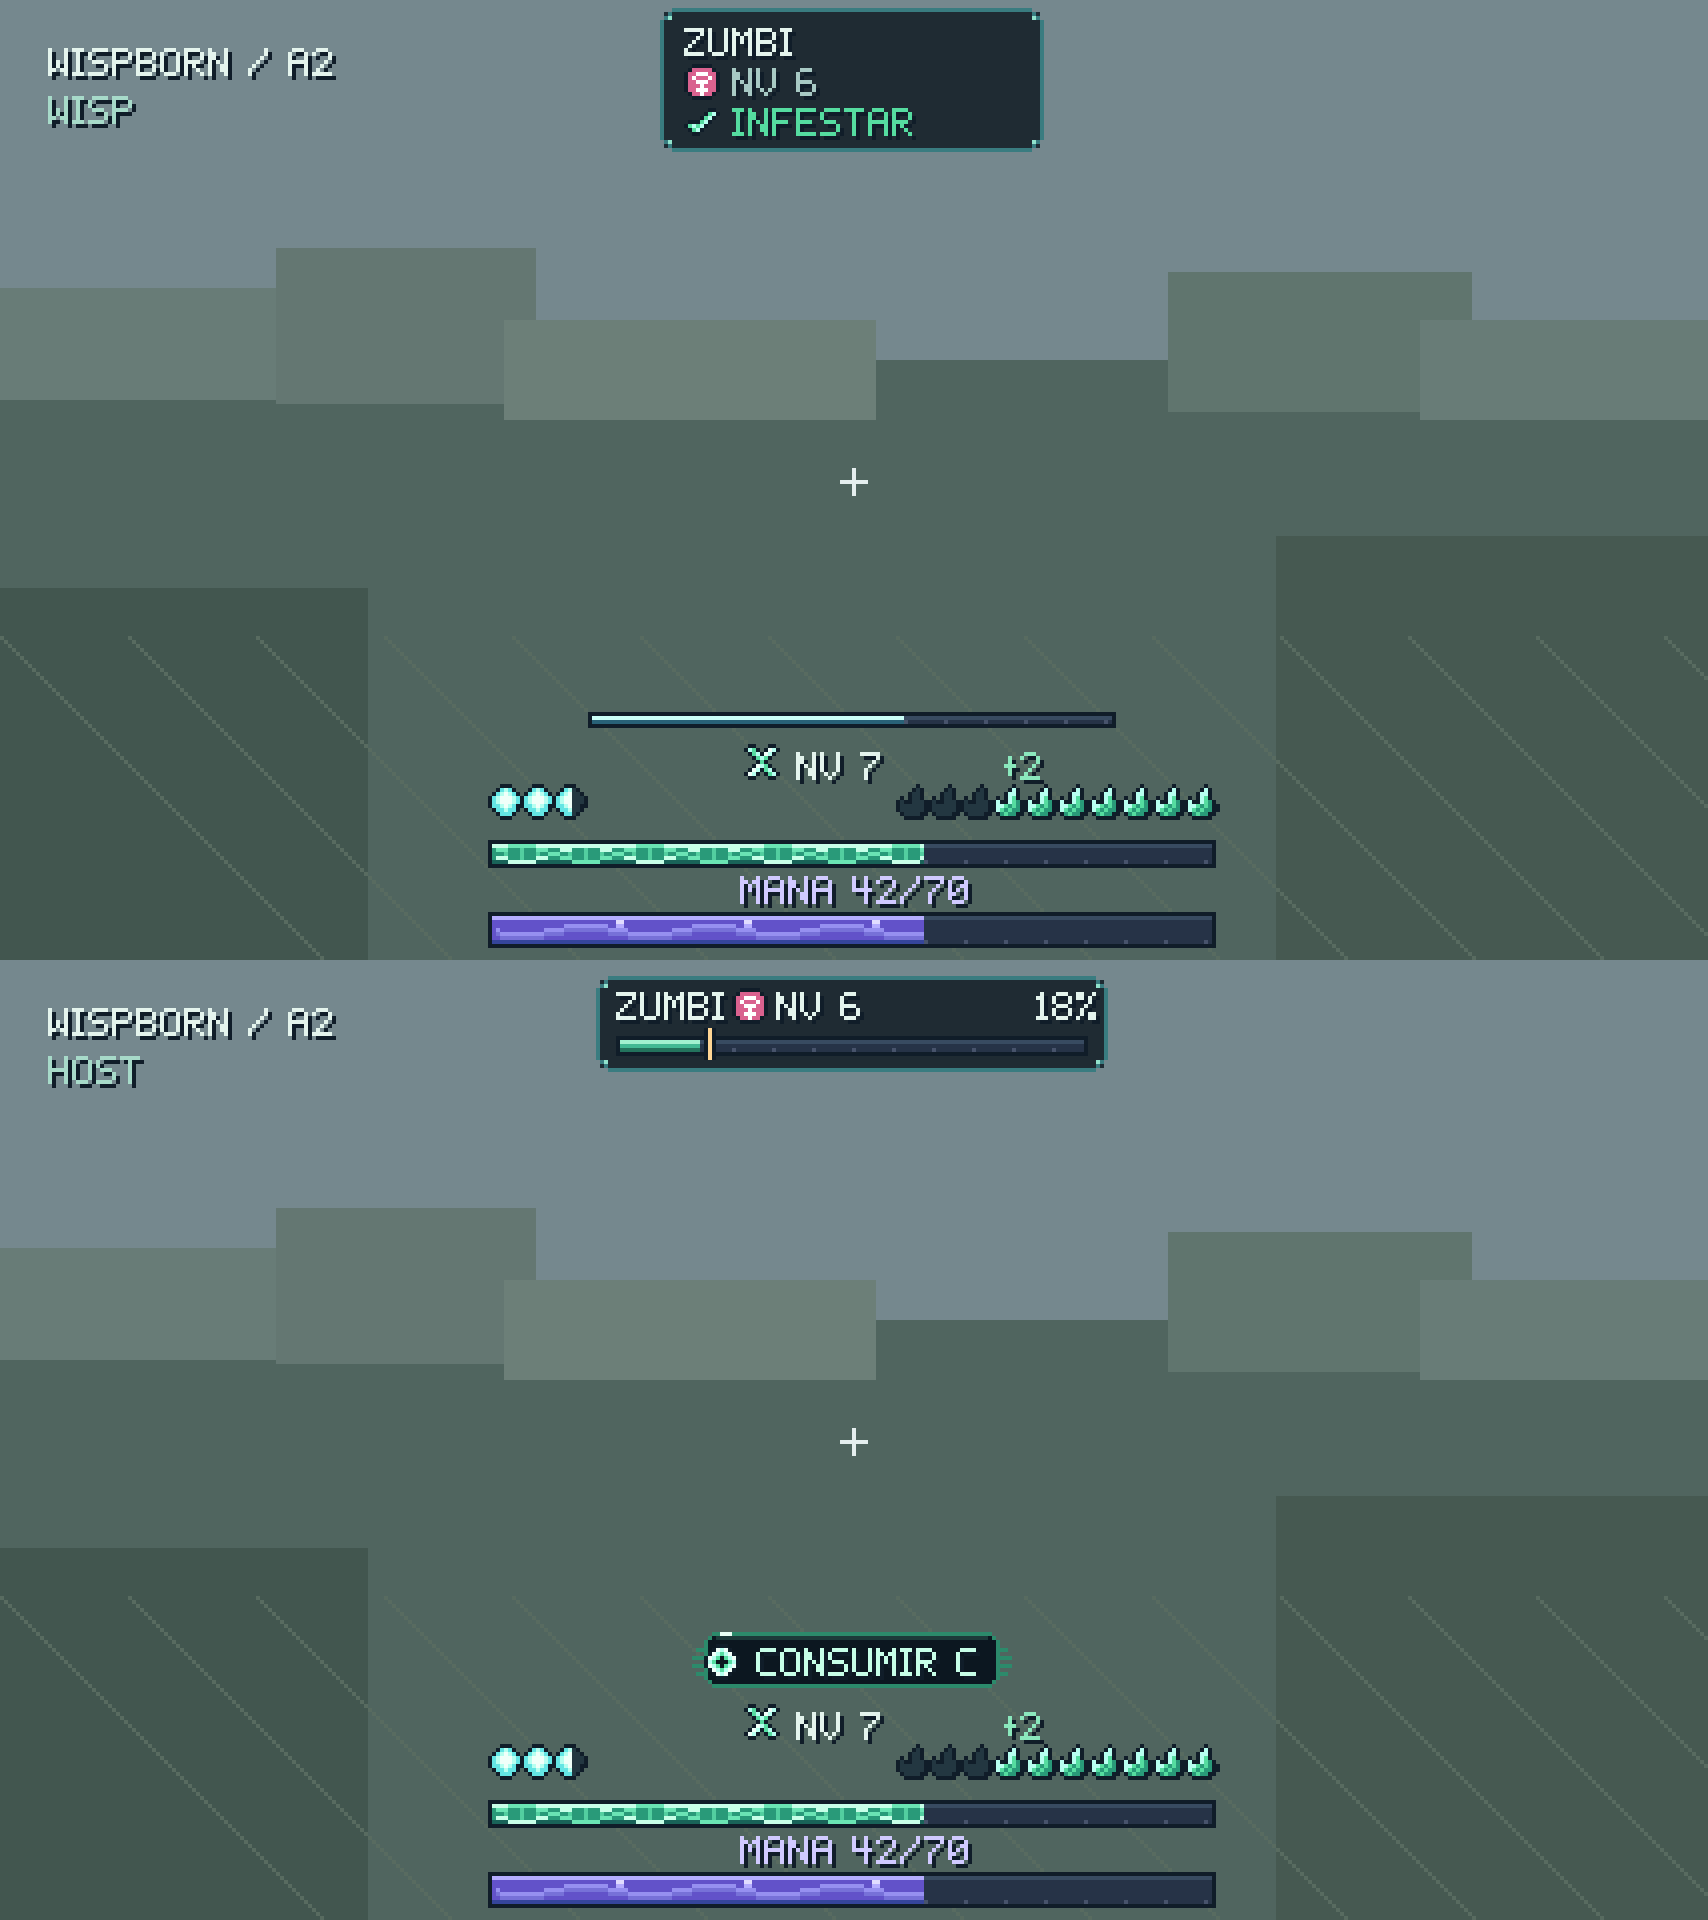 WISPBORN / A2
WISP
ZUMBI
NV 6
INFESTAR
NV 7
+2
MANA 42/70
WISPBORN / A2
HOST
ZUMBI NV 6 18%
CONSUMIR C
NV 7
+2
MANA 42/70